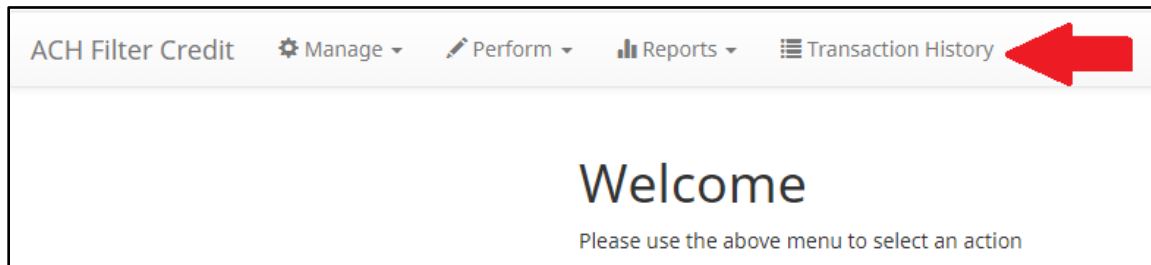 ACH Filter Credit Manage Perform Reports Transaction History
Welcome
Please use the above menu to select an action